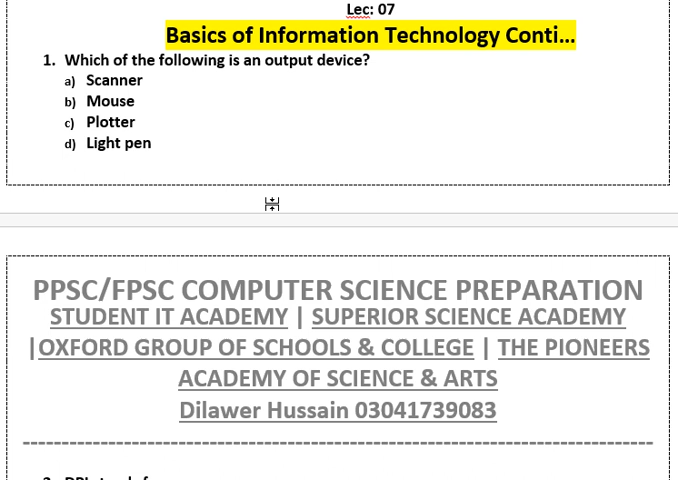 Lec: 07
Basics of Information Technology Conti...
1. Which of the following is an output device?
a) Scanner
b) Mouse
c) Plotter
d) Light pen
PPSC/FPSC COMPUTER SCIENCE PREPARATION
STUDENT IT ACADEMY | SUPERIOR SCIENCE ACADEMY
|OXFORD GROUP OF SCHOOLS & COLLEGE | THE PIONEERS
ACADEMY OF SCIENCE & ARTS
Dilawer Hussain 03041739083